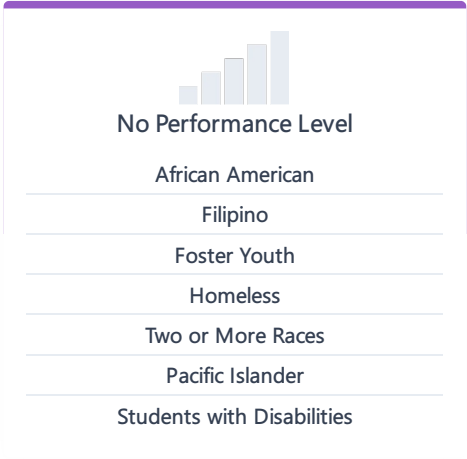 No Performance Level
African American
Filipino
Foster Youth
Homeless
Two or More Races
Pacific Islander
Students with Disabilities